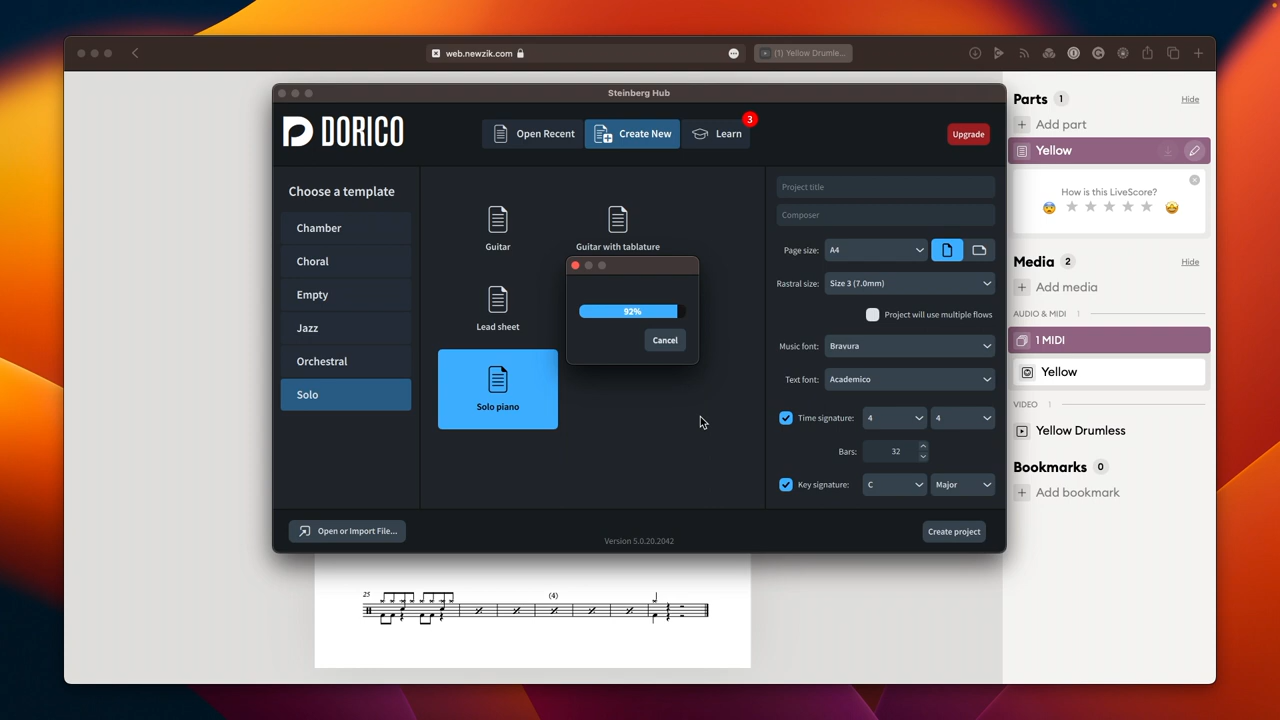 web.newzik.com
(1) Yellow Drumle...
Steinberg Hub
DORICO
Open Recent
Create New
Learn
3
Upgrade
Choose a template
Chamber
Choral
Empty
Jazz
Orchestral
Solo
Guitar
Guitar with tablature
Lead sheet
Solo piano
92%
Cancel
Project title
Composer
Page size:
A4
Rastral size:
Size 3 (7.0mm)
Project will use multiple flows
Music font:
Bravura
Text font:
Academico
Time signature:
4
4
Bars:
32
Key signature:
C
Major
Open or Import File...
Version 5.0.20.2042
Create project
25
(4)
Parts 1
Hide
Add part
Yellow
How is this LiveScore?
Media 2
Hide
Add media
AUDIO & MIDI 1
1 MIDI
Yellow
VIDEO 1
Yellow Drumless
Bookmarks 0
Add bookmark